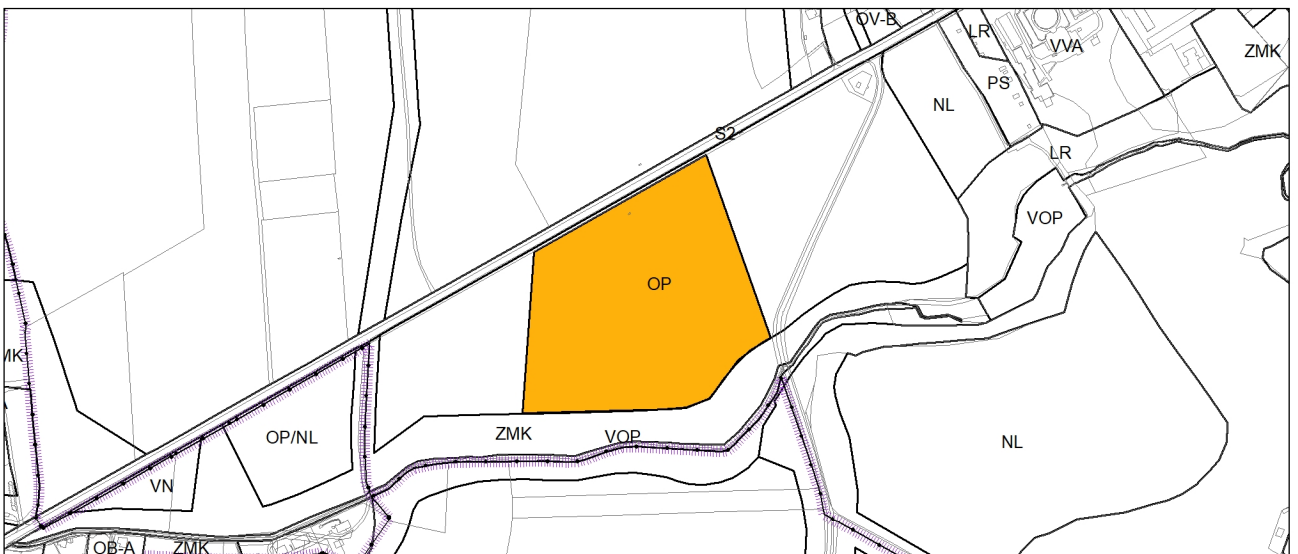 OV-B
LR
VVA
ZMK
PS
NL
S2
LR
VOP
OP
MK
OP/NL
ZMK
VOP
NL
VN
OB-A
ZMK